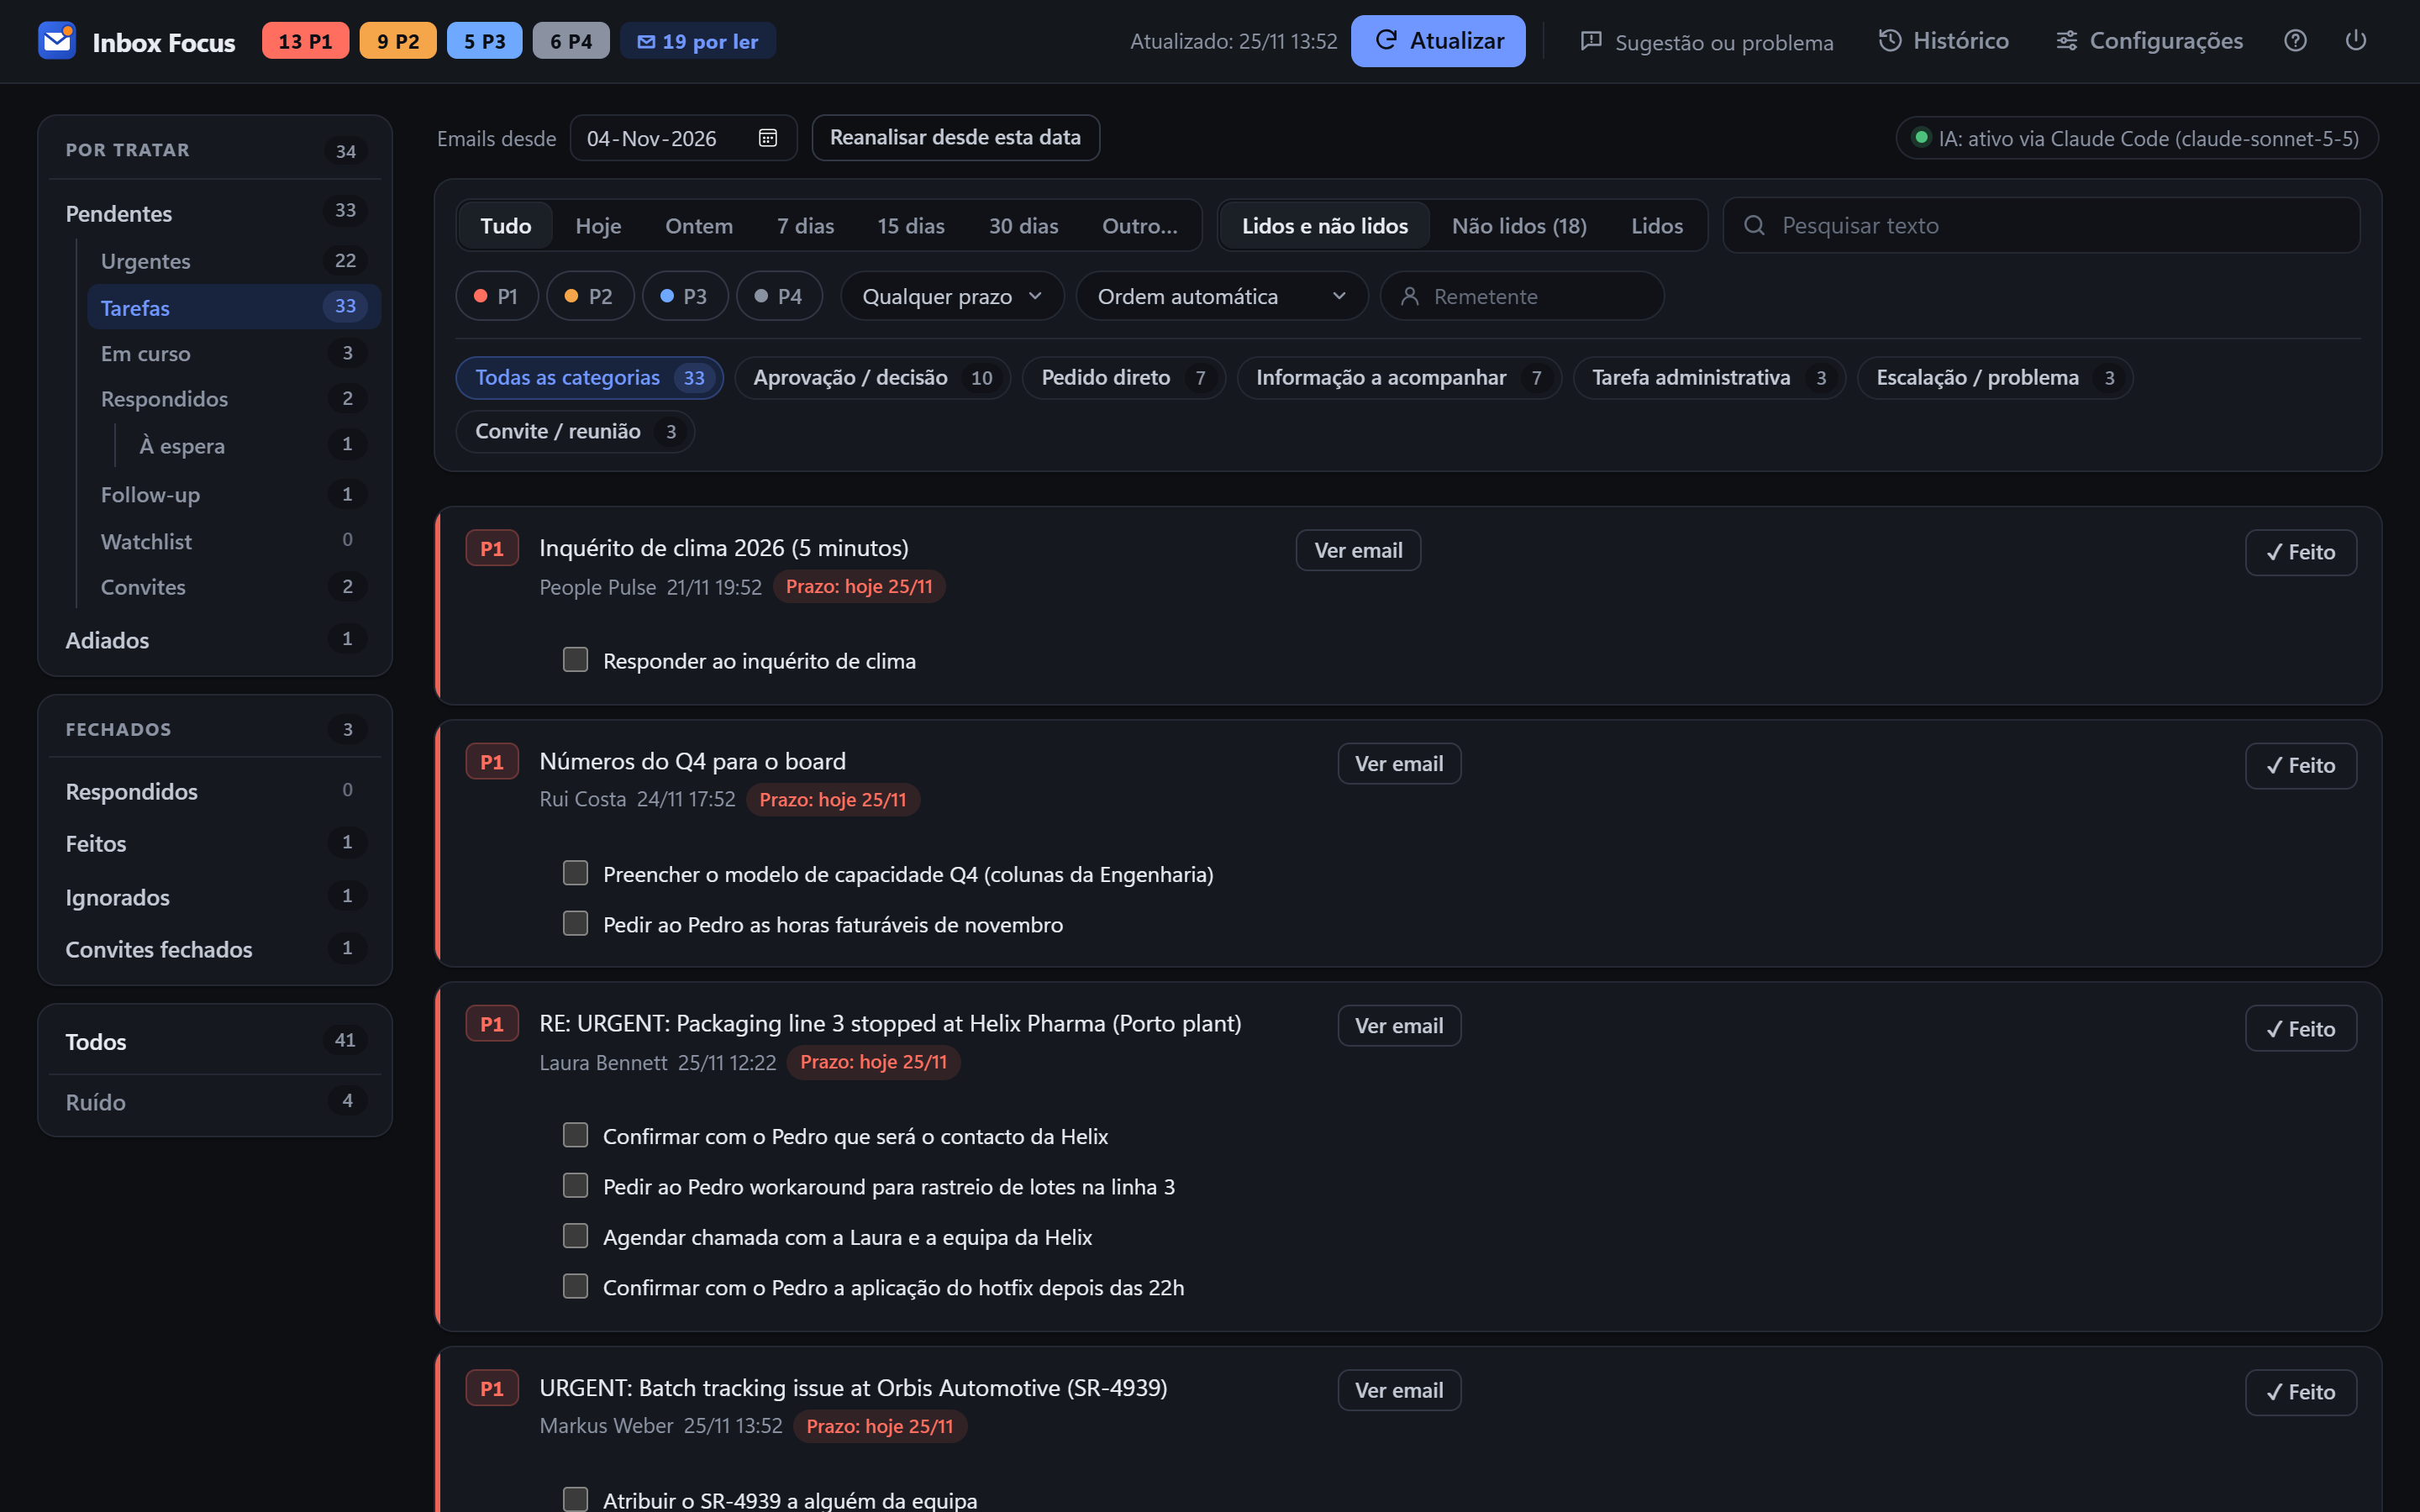 Inbox Focus 13 P1 9 P2 5 P3 6 P4 19 por ler Atualizado: 25/11 13:52 Atualizar Sugestão ou problema Histórico Configurações
POR TRATAR 34
Pendentes 33
Urgentes 22
Tarefas 33
Em curso 3
Respondidos 2
À espera 1
Follow-up 1
Watchlist 0
Convites 2
Adiados 1
FECHADOS 3
Respondidos 0
Feitos 1
Ignorados 1
Convites fechados 1
Todos 41
Ruído 4
Emails desde 04-Nov-2026 Reanalisar desde esta data IA: ativo via Claude Code (claude-sonnet-5-5)
Tudo Hoje Ontem 7 dias 15 dias 30 dias Outro... Lidos e não lidos Não lidos (18) Lidos Pesquisar texto
P1 P2 P3 P4 Qualquer prazo Ordem automática Remetente
Todas as categorias 33 Aprovação / decisão 10 Pedido direto 7 Informação a acompanhar 7 Tarefa administrativa 3 Escalação / problema 3
Convite / reunião 3
P1 Inquérito de clima 2026 (5 minutos) Ver email ✓ Feito
People Pulse 21/11 19:52 Prazo: hoje 25/11
Responder ao inquérito de clima
P1 Números do Q4 para o board Ver email ✓ Feito
Rui Costa 24/11 17:52 Prazo: hoje 25/11
Preencher o modelo de capacidade Q4 (colunas da Engenharia)
Pedir ao Pedro as horas faturáveis de novembro
P1 RE: URGENT: Packaging line 3 stopped at Helix Pharma (Porto plant) Ver email ✓ Feito
Laura Bennett 25/11 12:22 Prazo: hoje 25/11
Confirmar com o Pedro que será o contacto da Helix
Pedir ao Pedro workaround para rastreio de lotes na linha 3
Agendar chamada com a Laura e a equipa da Helix
Confirmar com o Pedro a aplicação do hotfix depois das 22h
P1 URGENT: Batch tracking issue at Orbis Automotive (SR-4939) Ver email ✓ Feito
Markus Weber 25/11 13:52 Prazo: hoje 25/11
Atribuir o SR-4939 a alguém da equipa